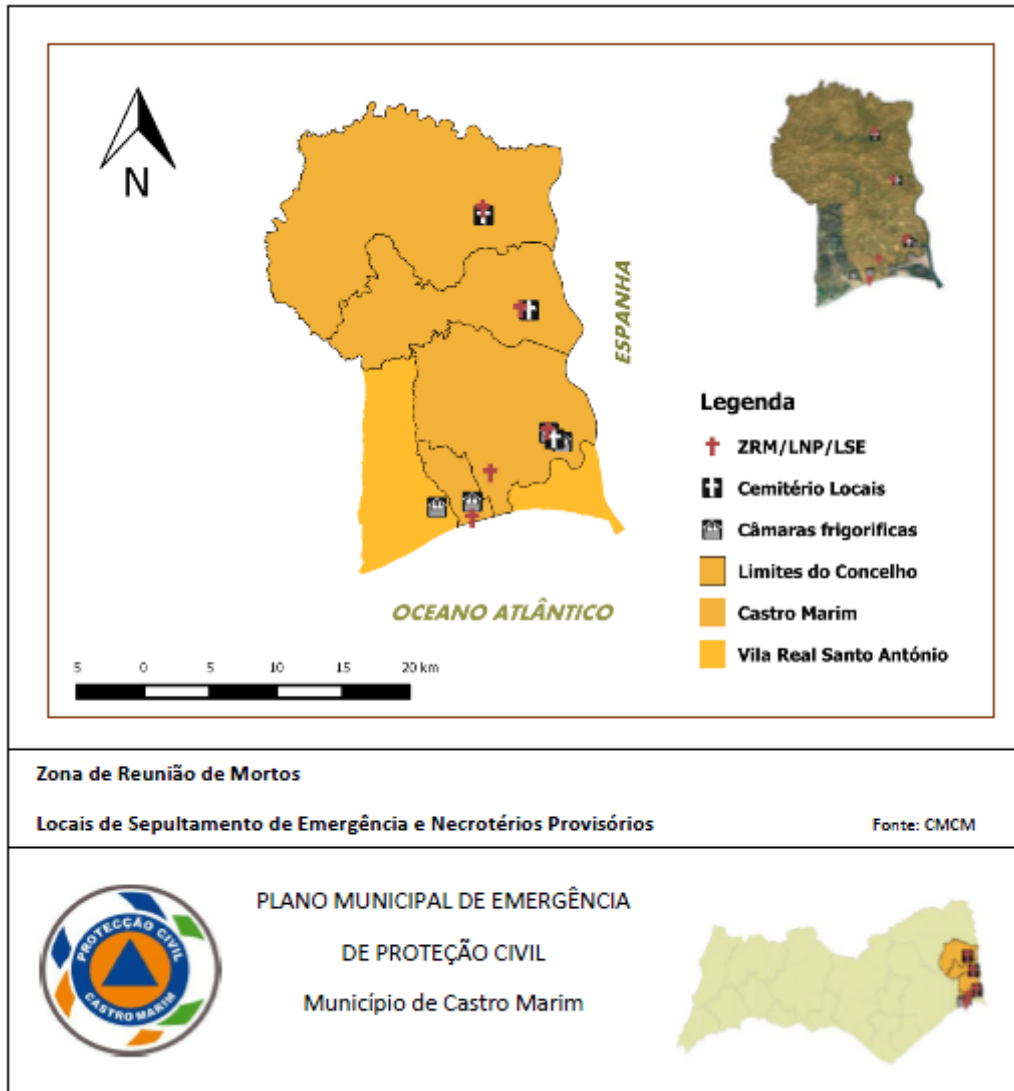 N
ESPANHA
OCEANO ATLÂNTICO
5 0 5 10 15 20 km
Legenda
ZRM/LNP/LSE
Cemitério Locais
Câmaras frigorificas
Limites do Concelho
Castro Marim
Vila Real Santo António
Zona de Reunião de Mortos
Locais de Sepultamento de Emergência e Necrotérios Provisórios
Fonte: CMCM
PROTECÇÃO CIVIL
CASTRO MARIM
PLANO MUNICIPAL DE EMERGÊNCIA
DE PROTEÇÃO CIVIL
Município de Castro Marim